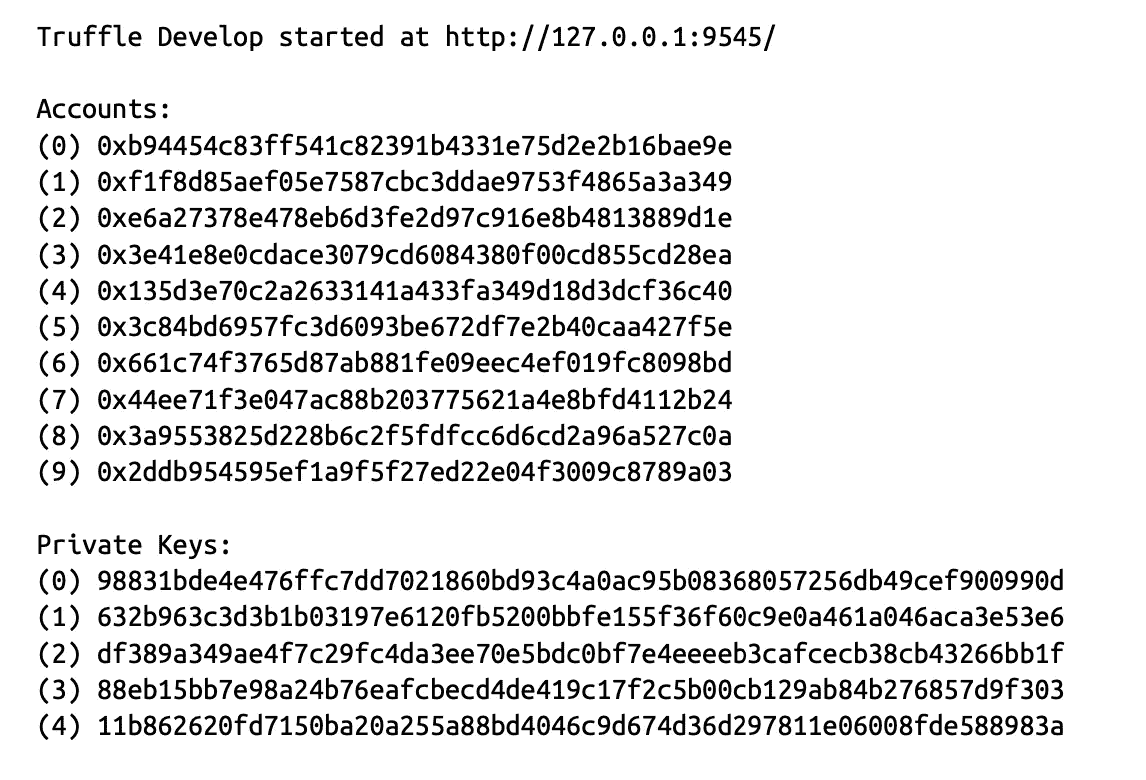 Truffle Develop started at http://127.0.0.1:9545/
Accounts:
(0) 0xb94454c83ff541c82391b4331e75d2e2b16bae9e
(1) 0xf1f8d85aef05e7587cbc3ddae9753f4865a3a349
(2) 0xe6a27378e478eb6d3fe2d97c916e8b4813889d1e
(3) 0x3e41e8e0cdace3079cd6084380f00cd855cd28ea
(4) 0x135d3e70c2a2633141a433fa349d18d3dcf36c40
(5) 0x3c84bd6957fc3d6093be672df7e2b40caa427f5e
(6) 0x661c74f3765d87ab881fe09eec4ef019fc8098bd
(7) 0x44ee71f3e047ac88b203775621a4e8bfd4112b24
(8) 0x3a9553825d228b6c2f5fdfcc6d6cd2a96a527c0a
(9) 0x2ddb954595ef1a9f5f27ed22e04f3009c8789a03
Private Keys:
(0) 98831bde4e476ffc7dd7021860bd93c4a0ac95b08368057256db49cef900990d
(1) 632b963c3d3b1b03197e6120fb5200bbfe155f36f60c9e0a461a046aca3e53e6
(2) df389a349ae4f7c29fc4da3ee70e5bdc0bf7e4eeeeb3cafcecb38cb43266bb1f
(3) 88eb15bb7e98a24b76eafcbecd4de419c17f2c5b00cb129ab84b276857d9f303
(4) 11b862620fd7150ba20a255a88bd4046c9d674d36d297811e06008fde588983a